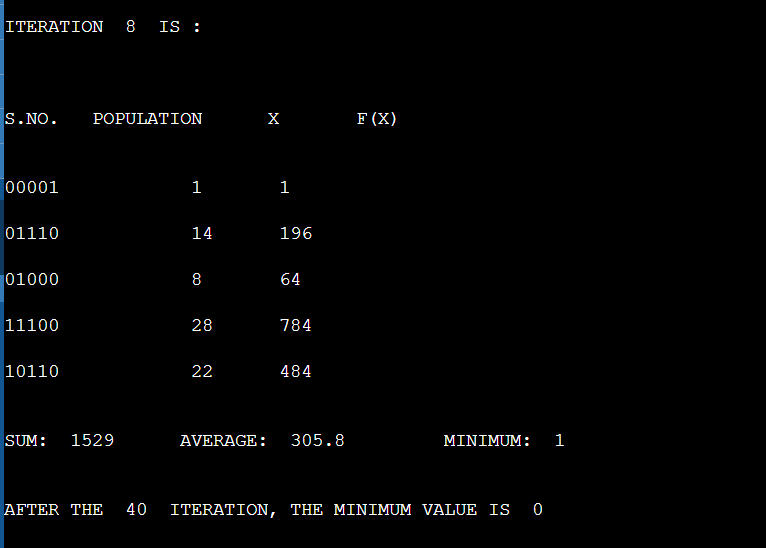 ITERATION 8 IS :
S.NO. POPULATION X F(X)
00001 1 1
01110 14 196
01000 8 64
11100 28 784
10110 22 484
SUM: 1529 AVERAGE: 305.8 MINIMUM: 1
AFTER THE 40 ITERATION, THE MINIMUM VALUE IS 0